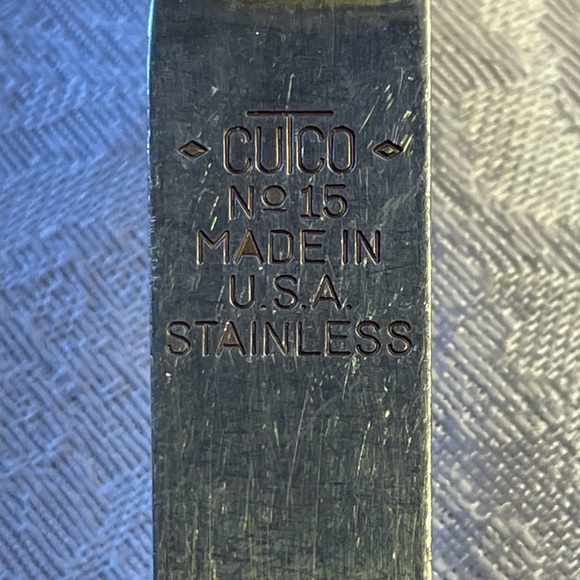 CUTCO
Nº 15
MADE IN
U.S.A.
STAINLESS